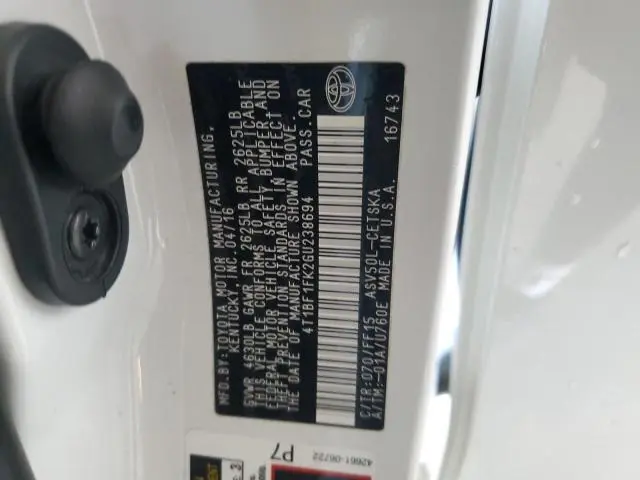 MFD.BY:TOYOTA MOTOR MANUFACTURING,
KENTUCKY, INC. 04/16
GVWR 4630LB GAWR FR 2625LB RR 2625LB
THIS VEHICLE CONFORMS TO ALL APPLICABLE
FEDERAL MOTOR VEHICLE SAFETY BUMPER, AND
THEFT PREVENTION STANDARDS IN EFFECT ON
THE DATE OF MANUFACTURE SHOWN ABOVE.
4T1BF1FK2GU238694 PASS.CAR
C/TR:070/FF15 ASV50L-CETSKA
A/TM:-01A/U760E U.S.A. 16743
TOYOTA
P7
42661-06722